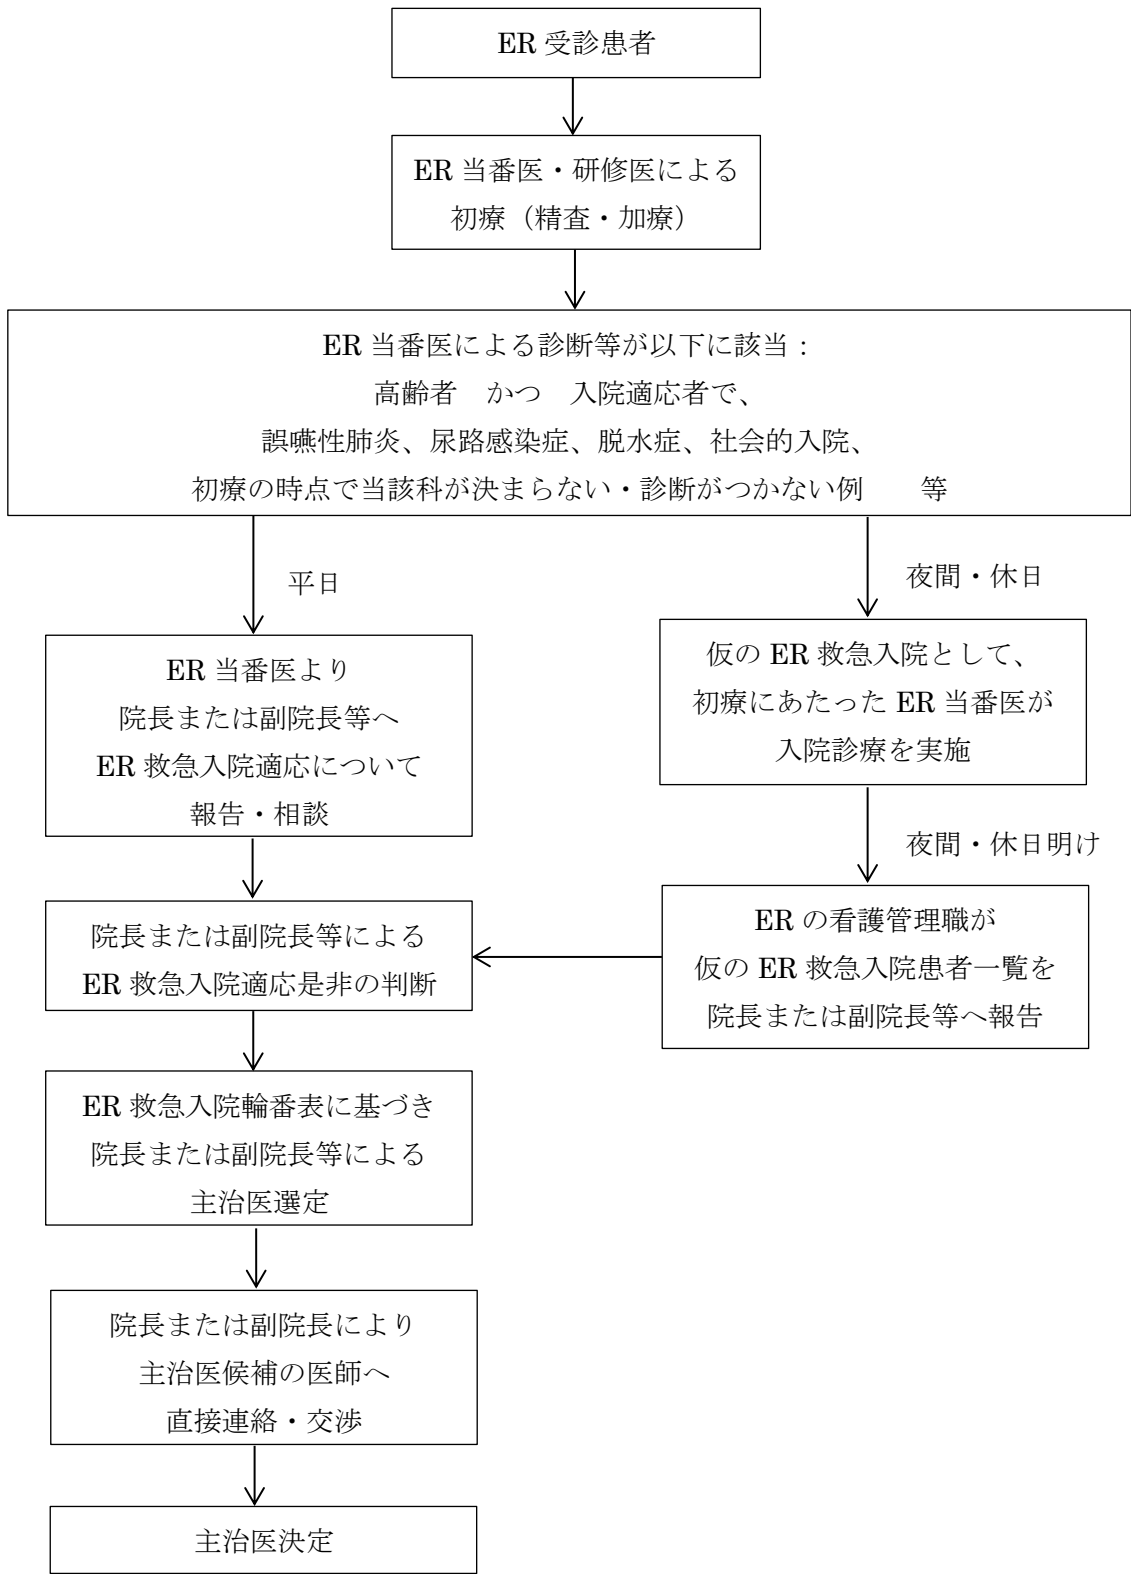 ER 受診患者
ER 当番医・研修医による
初療（精査・加療）
ER 当番医による診断等が以下に該当：
高齢者　かつ　入院適応者で、
誤嚥性肺炎、尿路感染症、脱水症、社会的入院、
初療の時点で当該科が決まらない・診断がつかない例　　等
平日
ER 当番医より
院長または副院長等へ
ER 救急入院適応について
報告・相談
夜間・休日
仮の ER 救急入院として、
初療にあたった ER 当番医が
入院診療を実施
夜間・休日明け
ER の看護管理職が
仮の ER 救急入院患者一覧を
院長または副院長等へ報告
院長または副院長等による
ER 救急入院適応是非の判断
ER 救急入院輪番表に基づき
院長または副院長等による
主治医選定
院長または副院長により
主治医候補の医師へ
直接連絡・交渉
主治医決定